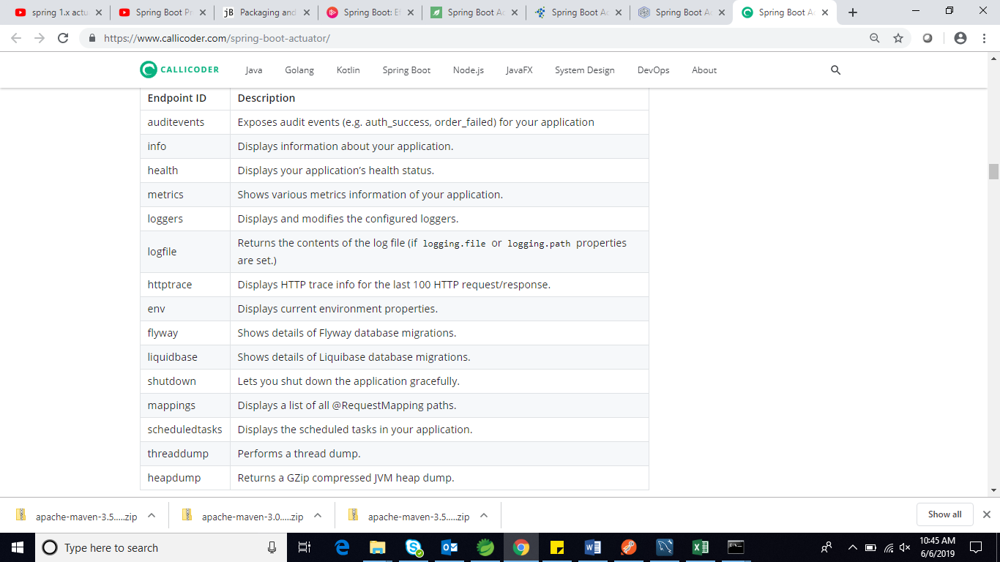 spring 1.x actu
Spring Boot Pr
Packaging and
Spring Boot: Ef
Spring Boot Ac
Spring Boot Ac
Spring Boot A
Spring Boot Ac
https://www.callicoder.com/spring-boot-actuator/
CALLICODER Java Golang Kotlin Spring Boot Node.js JavaFX System Design DevOps About
Endpoint ID Description
auditevents Exposes audit events (e.g. auth_success, order_failed) for your application
info Displays information about your application.
health Displays your application’s health status.
metrics Shows various metrics information of your application.
loggers Displays and modifies the configured loggers.
logfile Returns the contents of the log file (if logging.file or logging.path properties
are set.)
httptrace Displays HTTP trace info for the last 100 HTTP request/response.
env Displays current environment properties.
flyway Shows details of Flyway database migrations.
liquidbase Shows details of Liquibase database migrations.
shutdown Lets you shut down the application gracefully.
mappings Displays a list of all @RequestMapping paths.
scheduledtasks Displays the scheduled tasks in your application.
threaddump Performs a thread dump.
heapdump Returns a GZip compressed JVM heap dump.
apache-maven-3.5.....zip apache-maven-3.0.....zip apache-maven-3.5.....zip Show all
Type here to search
10:45 AM
6/6/2019